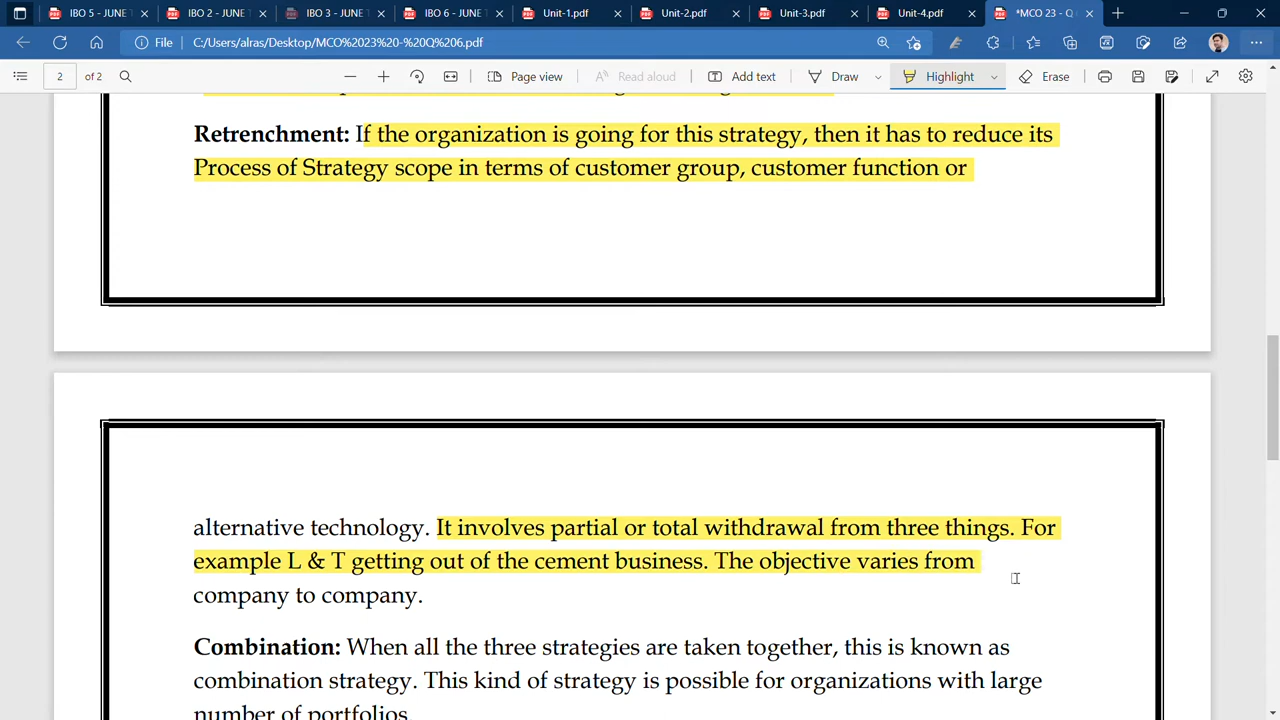 IBO 5 - JUNE
IBO 2 - JUNE
IBO 3 - JUNE
IBO 6 - JUNE
Unit-1.pdf
Unit-2.pdf
Unit-3.pdf
Unit-4.pdf
*MCO 23 - Q
File
C:/Users/alras/Desktop/MCO%2023%20-%20Q%206.pdf
2
of 2
Page view
Read aloud
Add text
Draw
Highlight
Erase
Retrenchment: If the organization is going for this strategy, then it has to reduce its
Process of Strategy scope in terms of customer group, customer function or
alternative technology. It involves partial or total withdrawal from three things. For
example L & T getting out of the cement business. The objective varies from
company to company.
Combination: When all the three strategies are taken together, this is known as
combination strategy. This kind of strategy is possible for organizations with large
number of portfolios.